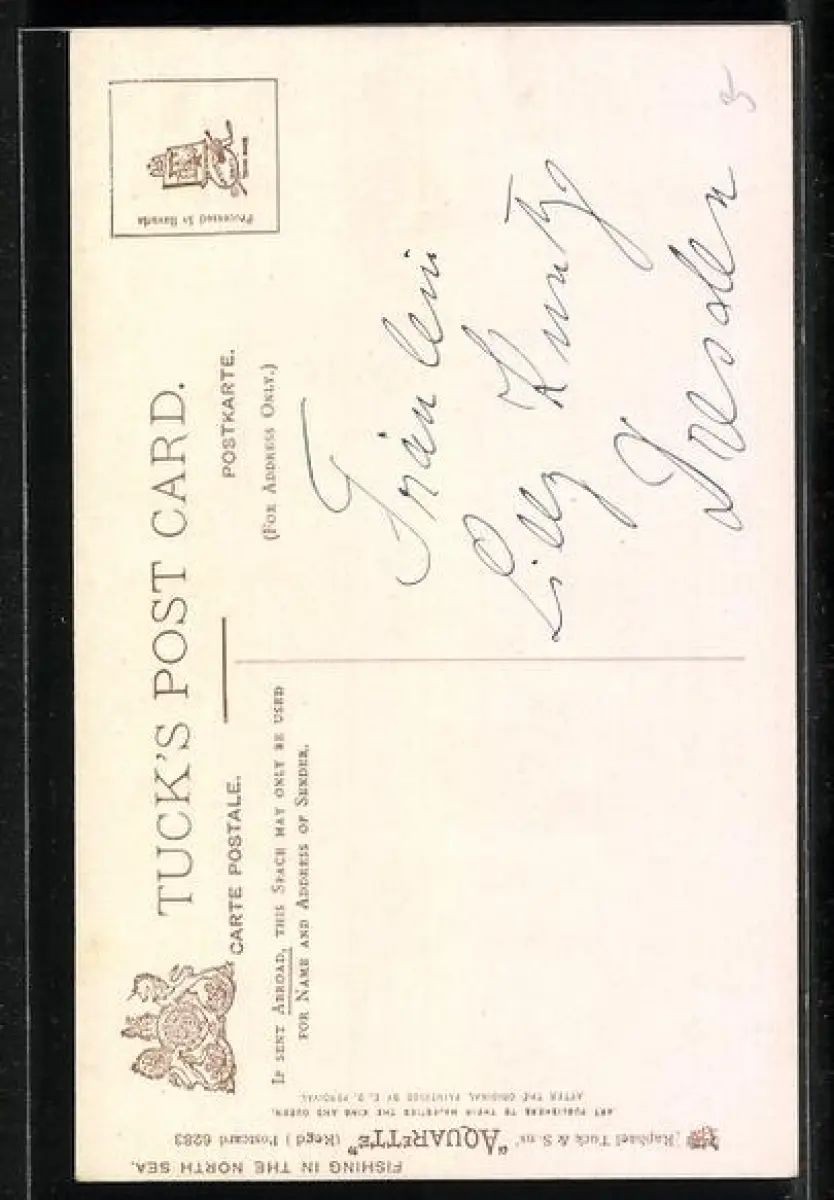 TUCK'S POST CARD.
CARTE POSTALE.
POSTKARTE.
(FOR ADDRESS ONLY.)
IF SENT ABROAD, THIS SPACE MAY ONLY BE USED
FOR NAME AND ADDRESS OF SENDER.
Processed in Bavaria
Fräulein
Lilly Kuntz
Dresden
5
FISHING IN THE NORTH SEA.
Raphael Tuck & Sons' "AQUARETTE" (Regd) Postcard 6283
ART PUBLISHERS TO THEIR MAJESTIES THE KING AND QUEEN.
AFTER THE ORIGINAL PAINTINGS BY E. D. PERCIVAL